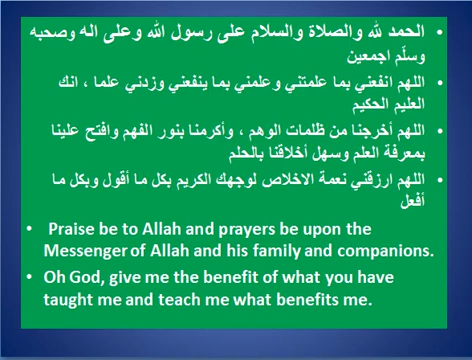 • الحمد لله والصلاة والسلام على رسول الله وعلى اله وصحبه
وسلّم اجمعين
• اللهم انفعني بما علمتني وعلمني بما ينفعني وزدني علما ، انك
العليم الحكيم
• اللهم أخرجنا من ظلمات الوهم ، وأكرمنا بنور الفهم وافتح علينا
بمعرفة العلم وسهل أخلاقنا بالحلم
• اللهم ارزقني نعمة الاخلاص لوجهك الكريم بكل ما أقول وبكل ما
أفعل
• Praise be to Allah and prayers be upon the
Messenger of Allah and his family and companions.
• Oh God, give me the benefit of what you have
taught me and teach me what benefits me.